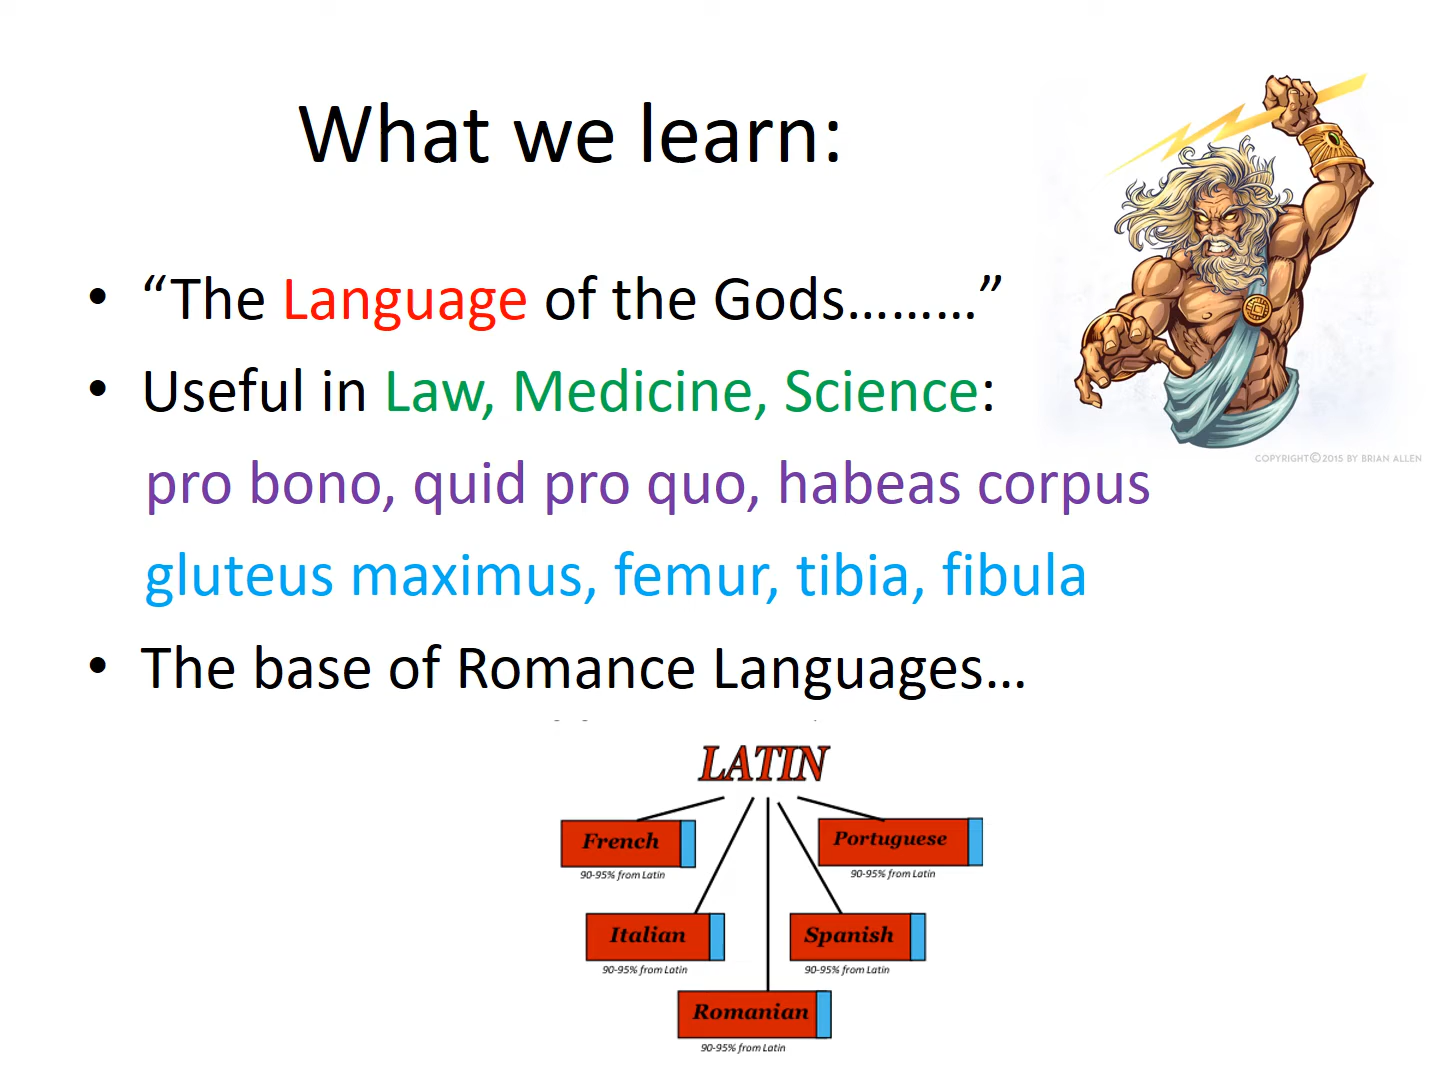 What we learn:
• “The Language of the Gods.........”
• Useful in Law, Medicine, Science:
pro bono, quid pro quo, habeas corpus
gluteus maximus, femur, tibia, fibula
COPYRIGHT©2015 BY BRIAN ALLEN
• The base of Romance Languages...
LATIN
French
90-95% from Latin
Portuguese
90-95% from Latin
Italian
90-95% from Latin
Spanish
90-95% from Latin
Romanian
90-95% from Latin